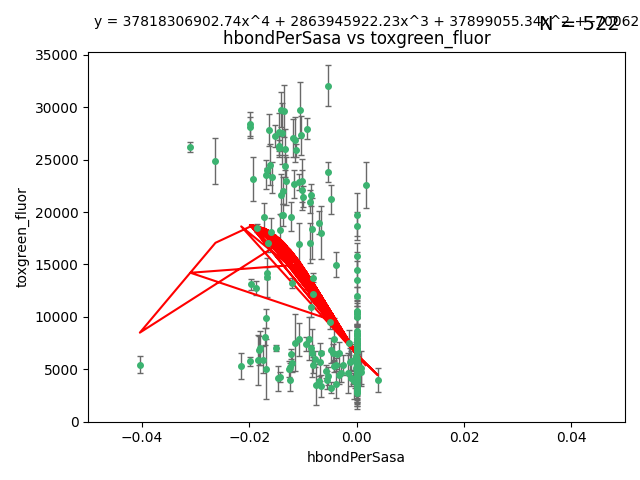 y = 37818306902.74x^4 + 2863945922.23x^3 + 37899055.34x^2 +
N = 522
hbondPerSasa vs toxgreen_fluor
toxgreen_fluor
35000
30000
25000
20000
15000
10000
5000
0
−0.04 −0.02 0.00 0.02 0.04
hbondPerSasa